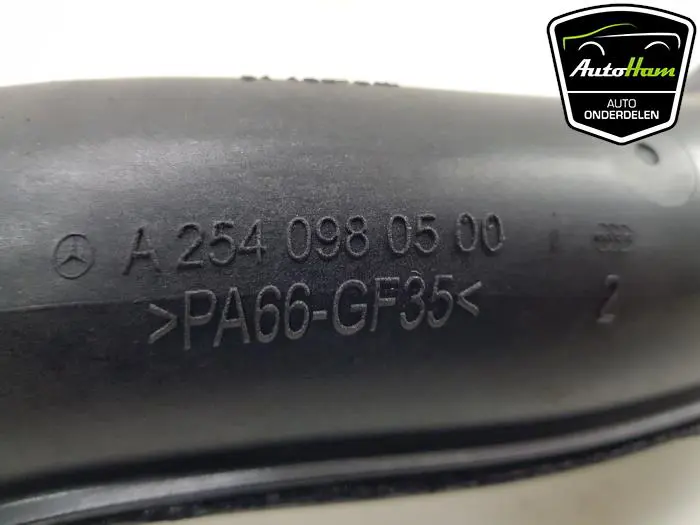 AutoHam
AUTO
ONDERDELEN
A 254 098 05 00
>PA66-GF35<
2